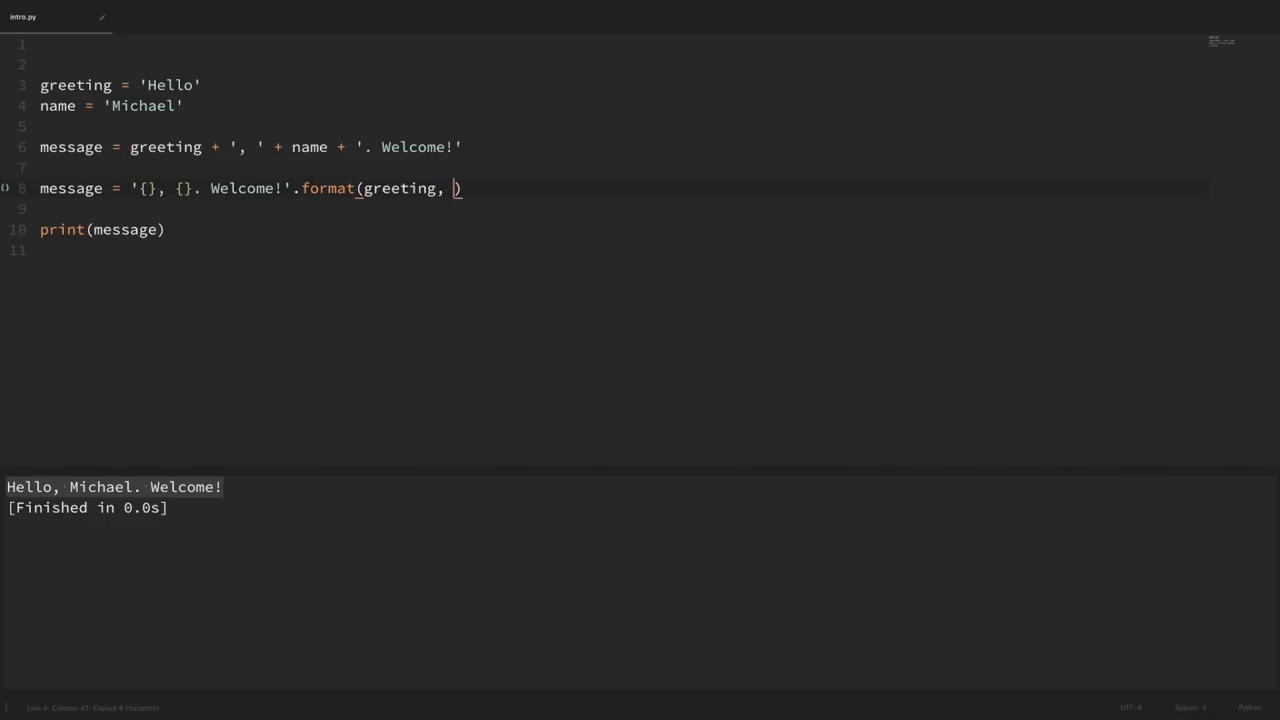 intro.py
1
2
3 greeting = 'Hello'
4 name = 'Michael'
5
6 message = greeting + ', ' + name + '. Welcome!'
7
() 8 message = '{}, {}. Welcome!'.format(greeting, )
9
10 print(message)
11
Hello, Michael. Welcome!
[Finished in 0.0s]
Line 6, Column 47; Copied 8 characters UTF-8 Spaces: 4 Python